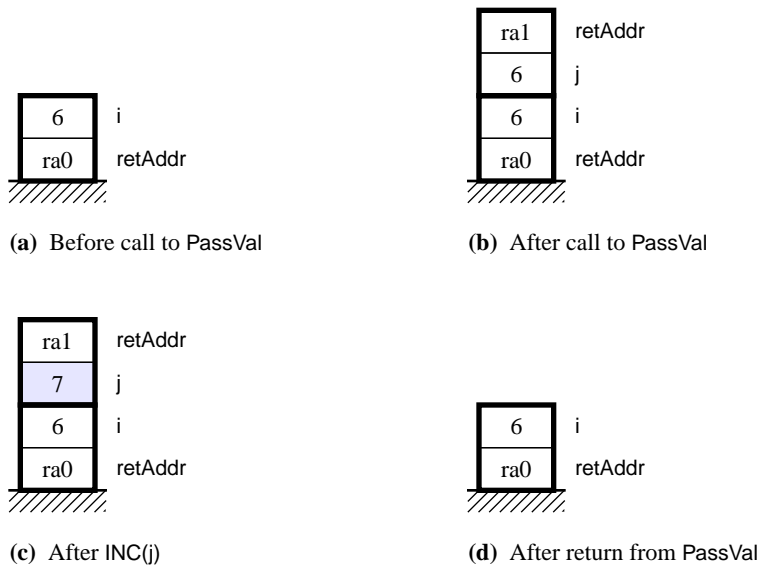 6 i
ra0 retAddr
(a) Before call to PassVal
ra1 retAddr
6 j
6 i
ra0 retAddr
(b) After call to PassVal
ra1 retAddr
7 j
6 i
ra0 retAddr
(c) After INC(j)
6 i
ra0 retAddr
(d) After return from PassVal